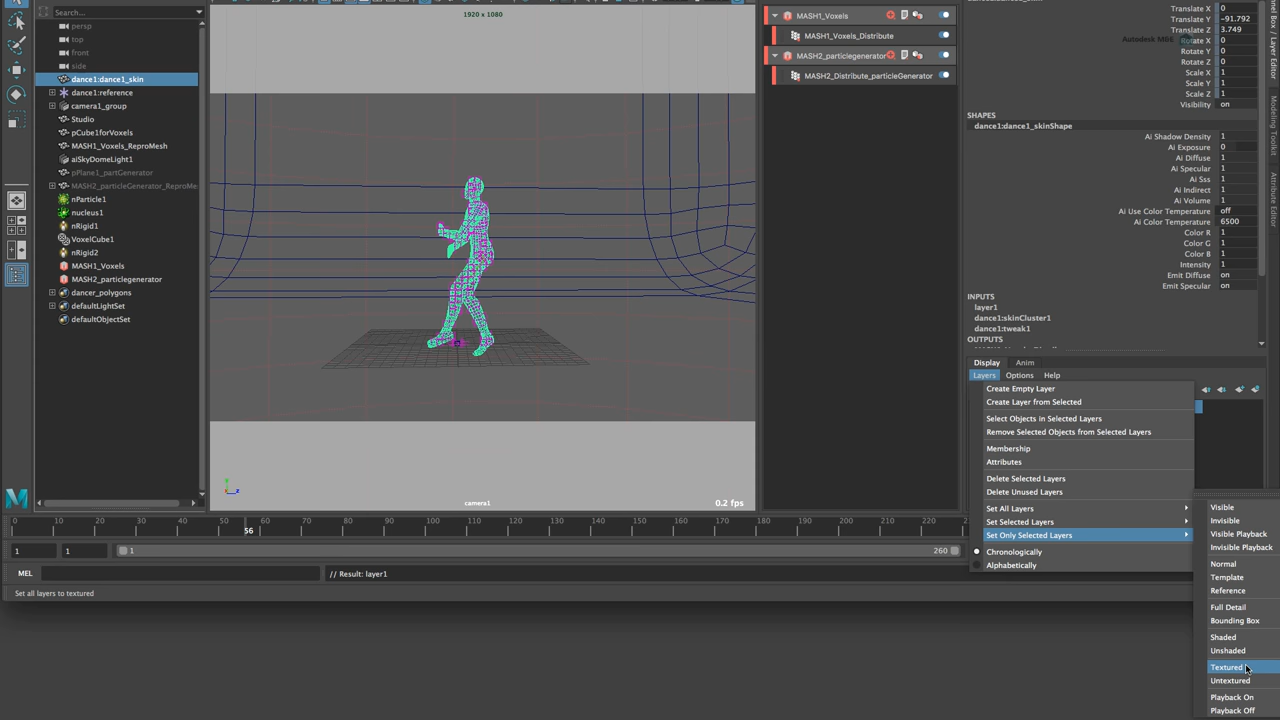 Search...
persp
top
front
side
dance1:dance1_skin
dance1:reference
camera1_group
Studio
pCube1forVoxels
MASH1_Voxels_ReproMesh
aiSkyDomeLight1
pPlane1_partGenerator
MASH2_particleGenerator_ReproMe
nParticle1
nucleus1
nRigid1
VoxelCube1
nRigid2
MASH1_Voxels
MASH2_particlegenerator
dancer_polygons
defaultLightSet
defaultObjectSet
1920 x 1080
camera1
0.2 fps
MASH1_Voxels
MASH1_Voxels_Distribute
MASH2_particlegenerator
MASH2_Distribute_particleGenerator
Translate X 0
Translate Y -91.792
Translate Z 3.749
Rotate X 0
Rotate Y 0
Rotate Z 0
Scale X 1
Scale Y 1
Scale Z 1
Visibility on
SHAPES
dance1:dance1_skinShape
Ai Shadow Density 1
Ai Exposure 0
Ai Diffuse 1
Ai Specular 1
Ai Sss 1
Ai Indirect 1
Ai Volume 1
Ai Use Color Temperature off
Ai Color Temperature 6500
Color R 1
Color G 1
Color B 1
Intensity 1
Emit Diffuse on
Emit Specular on
INPUTS
layer1
dance1:skinCluster1
dance1:tweak1
OUTPUTS
Channel Box / Layer Editor
Modeling Toolkit
Attribute Editor
Display Anim
Layers Options Help
Create Empty Layer
Create Layer from Selected
Select Objects in Selected Layers
Remove Selected Objects from Selected Layers
Membership
Attributes
Delete Selected Layers
Delete Unused Layers
Set All Layers
Set Selected Layers
Set Only Selected Layers
Chronologically
Alphabetically
Visible
Invisible
Visible Playback
Invisible Playback
Normal
Template
Reference
Full Detail
Bounding Box
Shaded
Unshaded
Textured
Untextured
Playback On
Playback Off
0 10 20 30 40 50 56 60 70 80 90 100 110 120 130 140 150 160 170 180 190 200 210 220
1 1 1 260
MEL // Result: layer1
Set all layers to textured